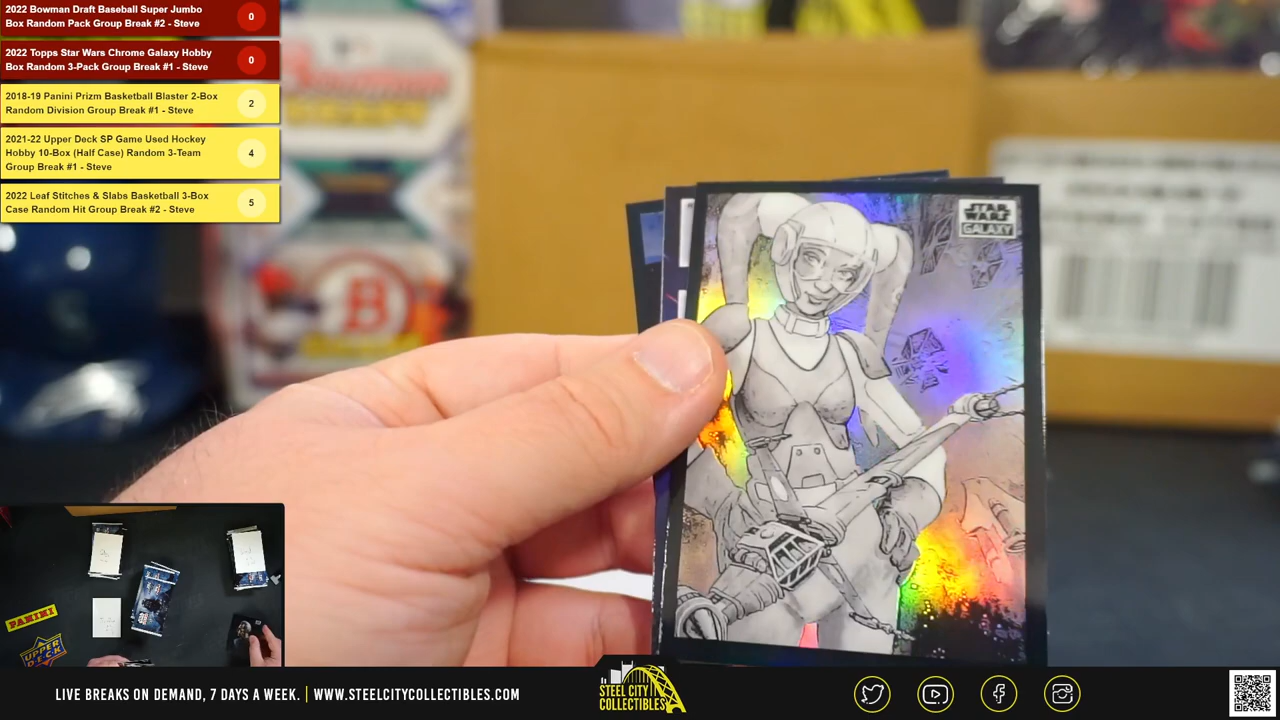 2022 Bowman Draft Baseball Super Jumbo
Box Random Pack Group Break #2 - Steve
0
2022 Topps Star Wars Chrome Galaxy Hobby
Box Random 3-Pack Group Break #1 - Steve
0
2018-19 Panini Prizm Basketball Blaster 2-Box
Random Division Group Break #1 - Steve
2
2021-22 Upper Deck SP Game Used Hockey
Hobby 10-Box (Half Case) Random 3-Team
Group Break #1 - Steve
4
2022 Leaf Stitches & Slabs Basketball 3-Box
Case Random Hit Group Break #2 - Steve
5
STAR
WARS
GALAXY
PANINI
UPPER
DECK
LIVE BREAKS ON DEMAND, 7 DAYS A WEEK. | WWW.STEELCITYCOLLECTIBLES.COM
STEEL CITY
COLLECTIBLES